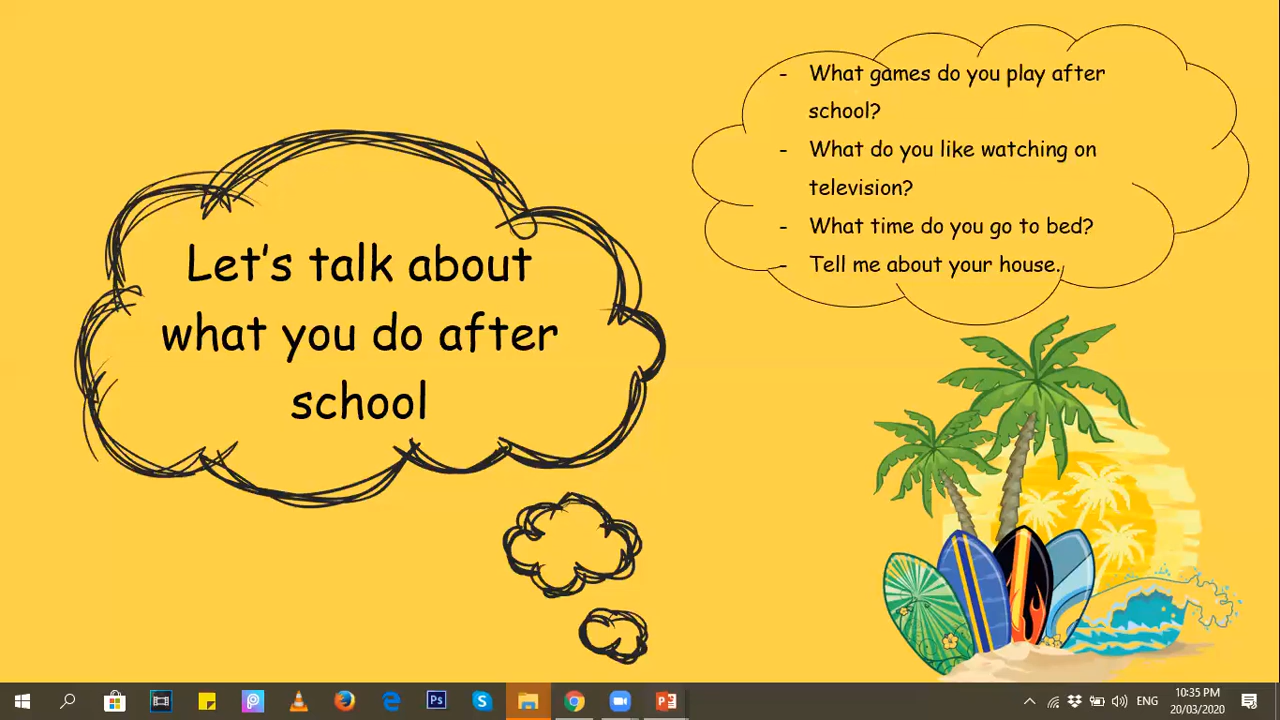 Let's talk about
what you do after
school
- What games do you play after
school?
- What do you like watching on
television?
- What time do you go to bed?
- Tell me about your house.
Ps
ENG
10:35 PM
20/03/2020